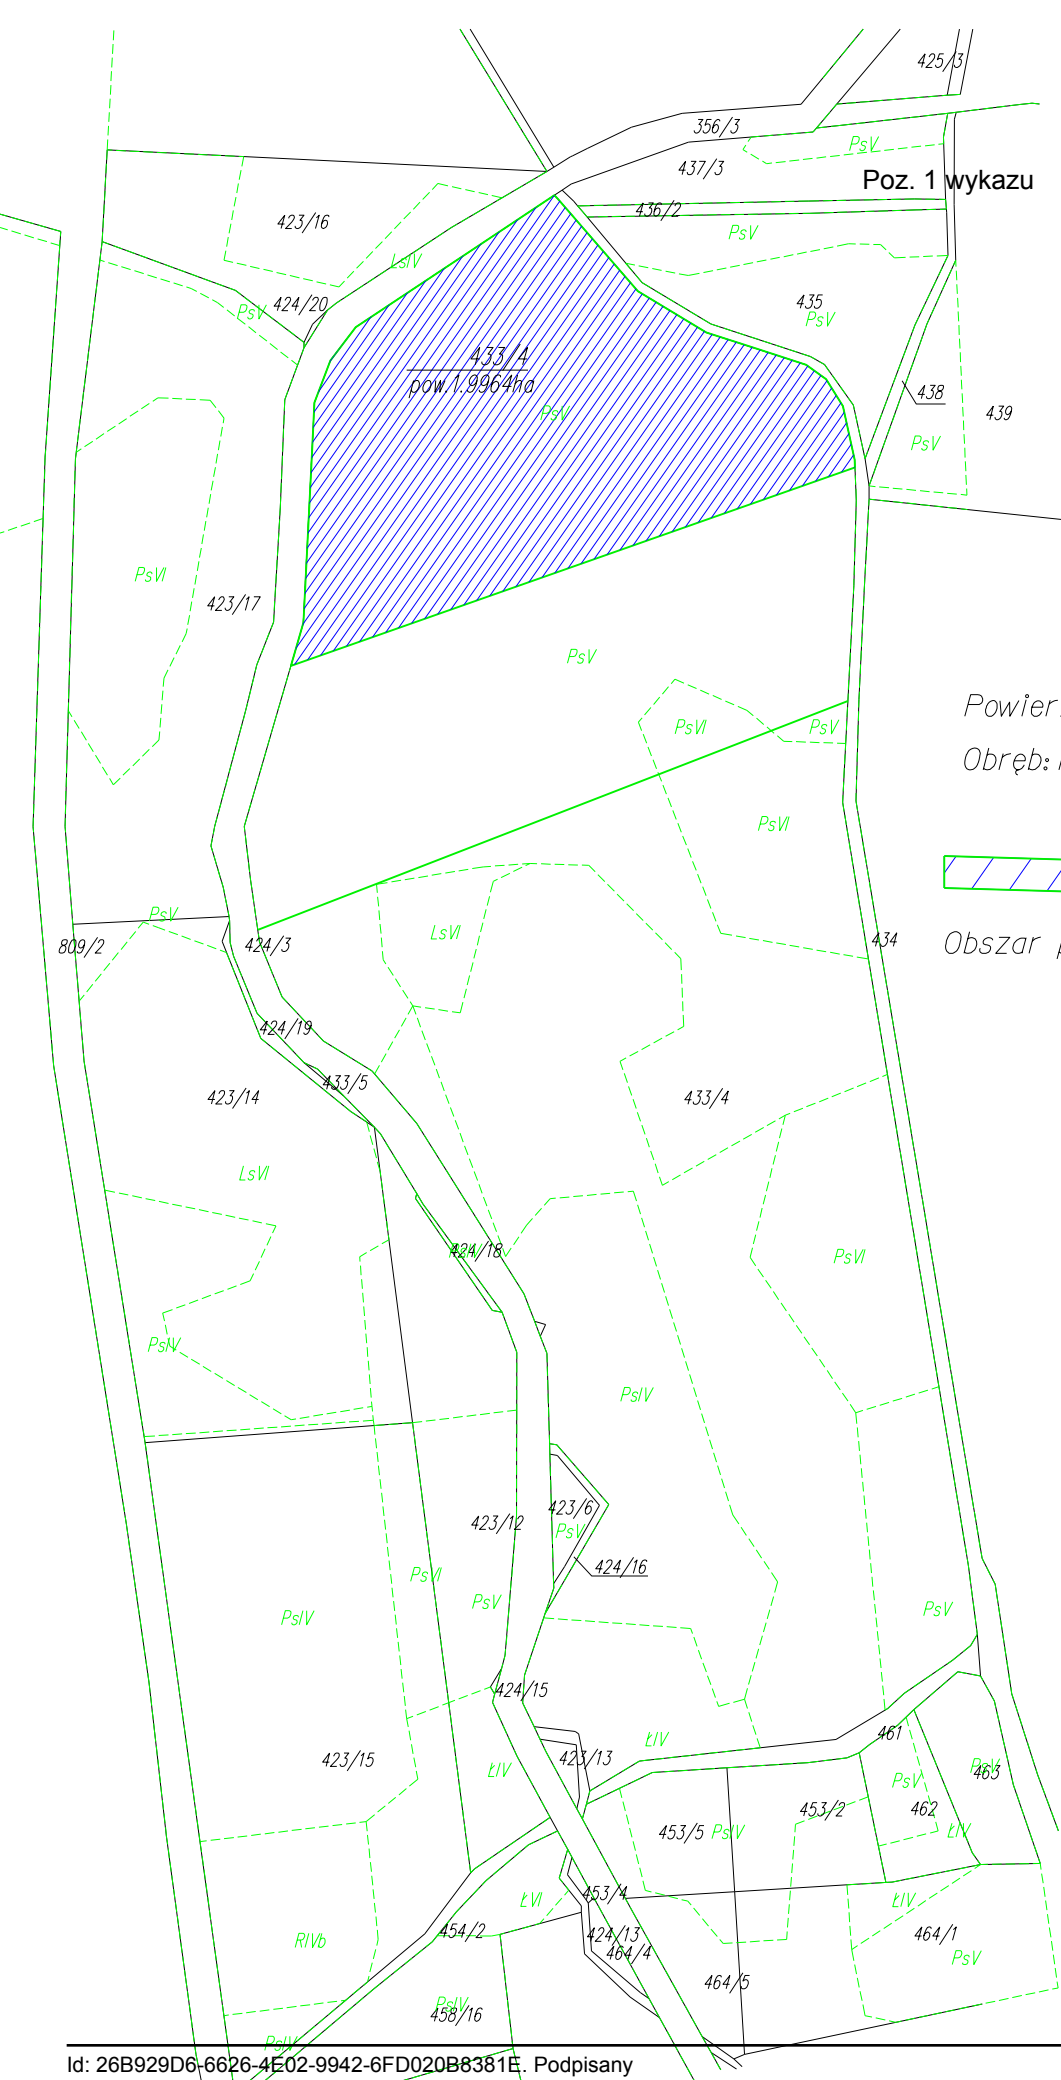 425/3
356/3
PsV
437/3
Poz. 1 wykazu
436/2
423/16
PsV
LsIV
424/20
PsV
435
PsV
433/4
pow.1.9964ha
PsV
438
439
PsV
PsVI
423/17
PsV
Powier.
PsVI
PsV
Obręb:
PsVI
PsV
LsVI
434
809/2
424/3
Obszar
424/19
433/5
423/14
433/4
LsVI
424/18
PsVI
PsIV
PsIV
423/6
423/12
PsV
424/16
PsVI
PsV
PsV
PsIV
424/15
461
ŁIV
423/15
423/13
ŁIV
PsV
PsV
463
453/2
462
453/5
PsIV
ŁIV
453/4
ŁVI
ŁIV
454/2
424/13
464/1
RIVb
464/4
PsV
464/5
PsIV
458/16
PsIV
Id: 26B929D6-6626-4E02-9942-6FD020B8381E. Podpisany